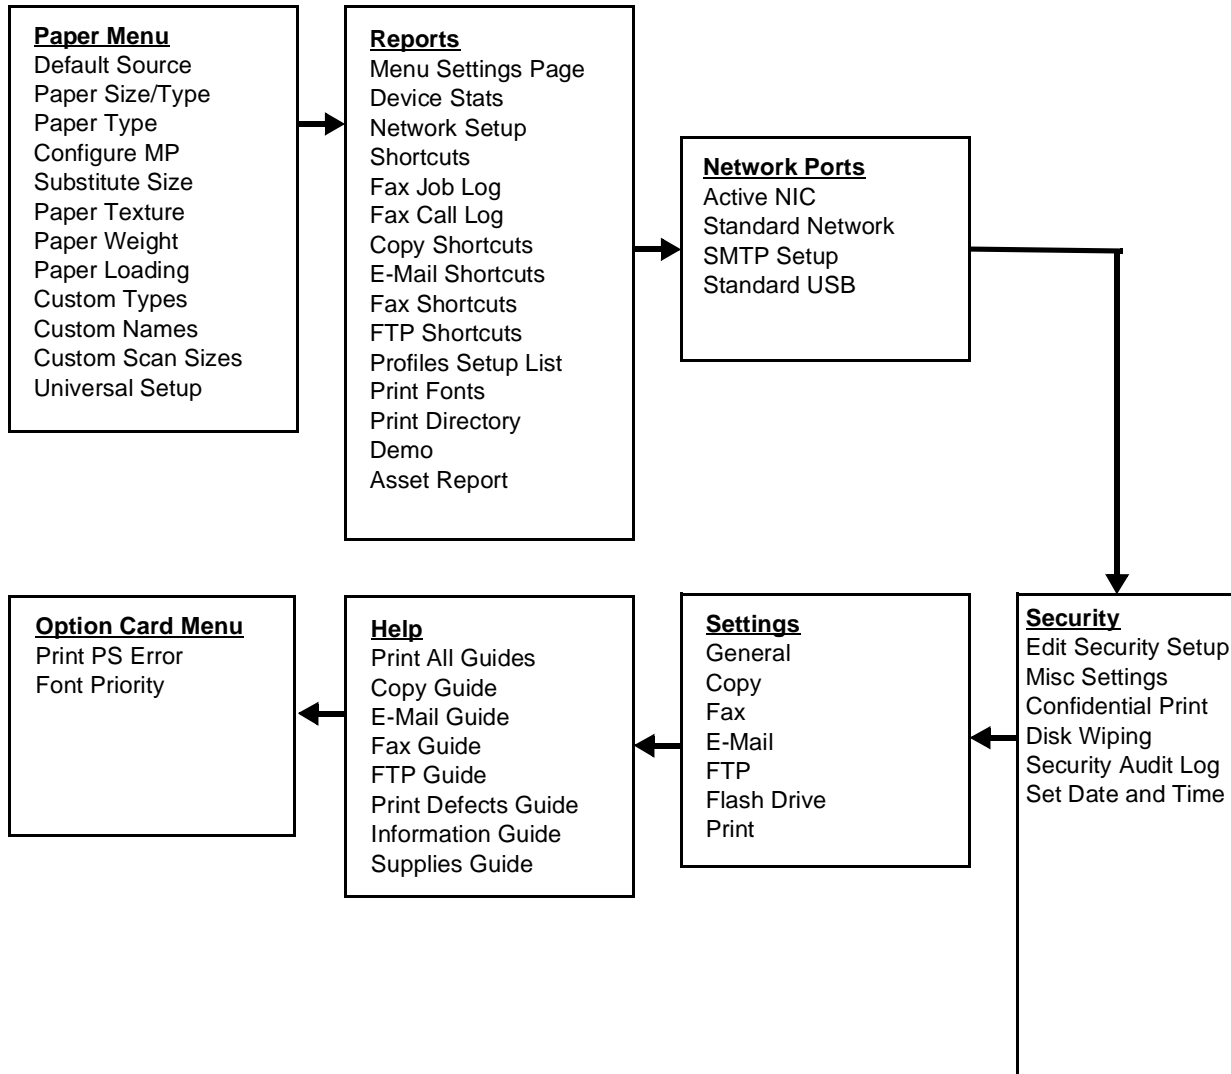 Paper Menu
Default Source
Paper Size/Type
Paper Type
Configure MP
Substitute Size
Paper Texture
Paper Weight
Paper Loading
Custom Types
Custom Names
Custom Scan Sizes
Universal Setup
Reports
Menu Settings Page
Device Stats
Network Setup
Shortcuts
Fax Job Log
Fax Call Log
Copy Shortcuts
E-Mail Shortcuts
Fax Shortcuts
FTP Shortcuts
Profiles Setup List
Print Fonts
Print Directory
Demo
Asset Report
Network Ports
Active NIC
Standard Network
SMTP Setup
Standard USB
Security
Edit Security Setup
Misc Settings
Confidential Print
Disk Wiping
Security Audit Log
Set Date and Time
Settings
General
Copy
Fax
E-Mail
FTP
Flash Drive
Print
Help
Print All Guides
Copy Guide
E-Mail Guide
Fax Guide
FTP Guide
Print Defects Guide
Information Guide
Supplies Guide
Option Card Menu
Print PS Error
Font Priority